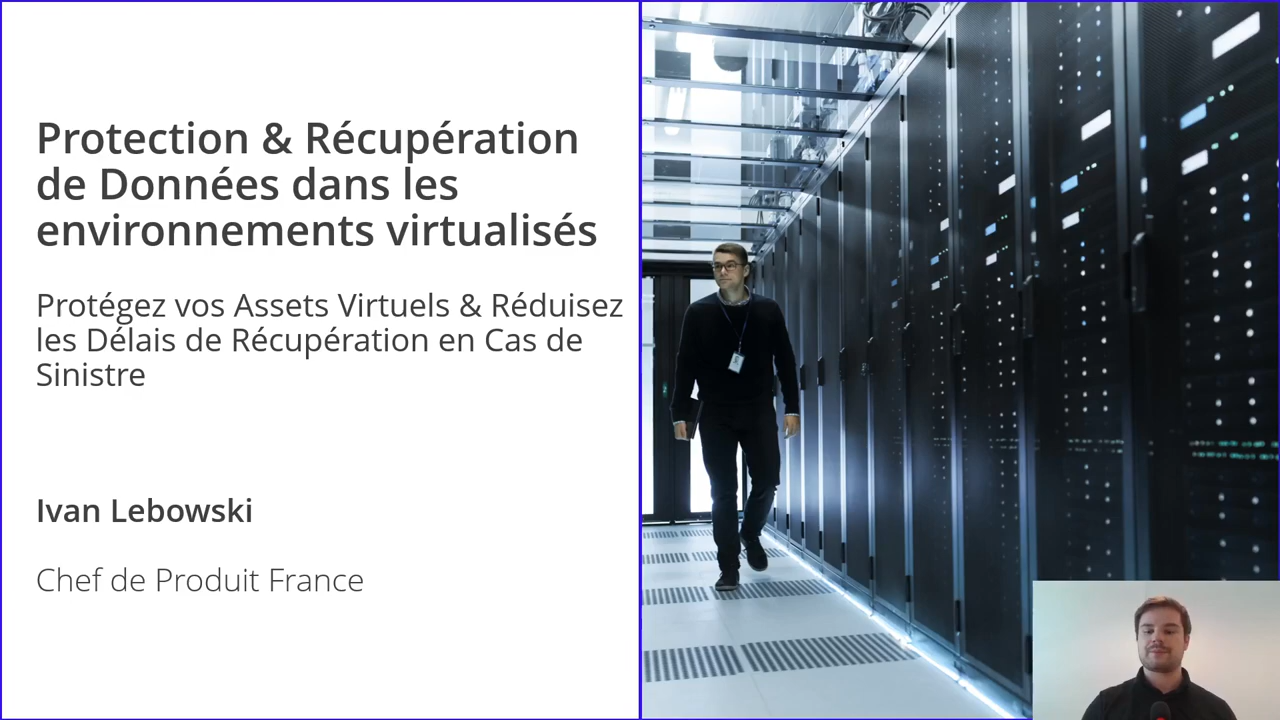 Protection & Récupération
de Données dans les
environnements virtualisés
Protégez vos Assets Virtuels & Réduisez
les Délais de Récupération en Cas de
Sinistre
Ivan Lebowski
Chef de Produit France